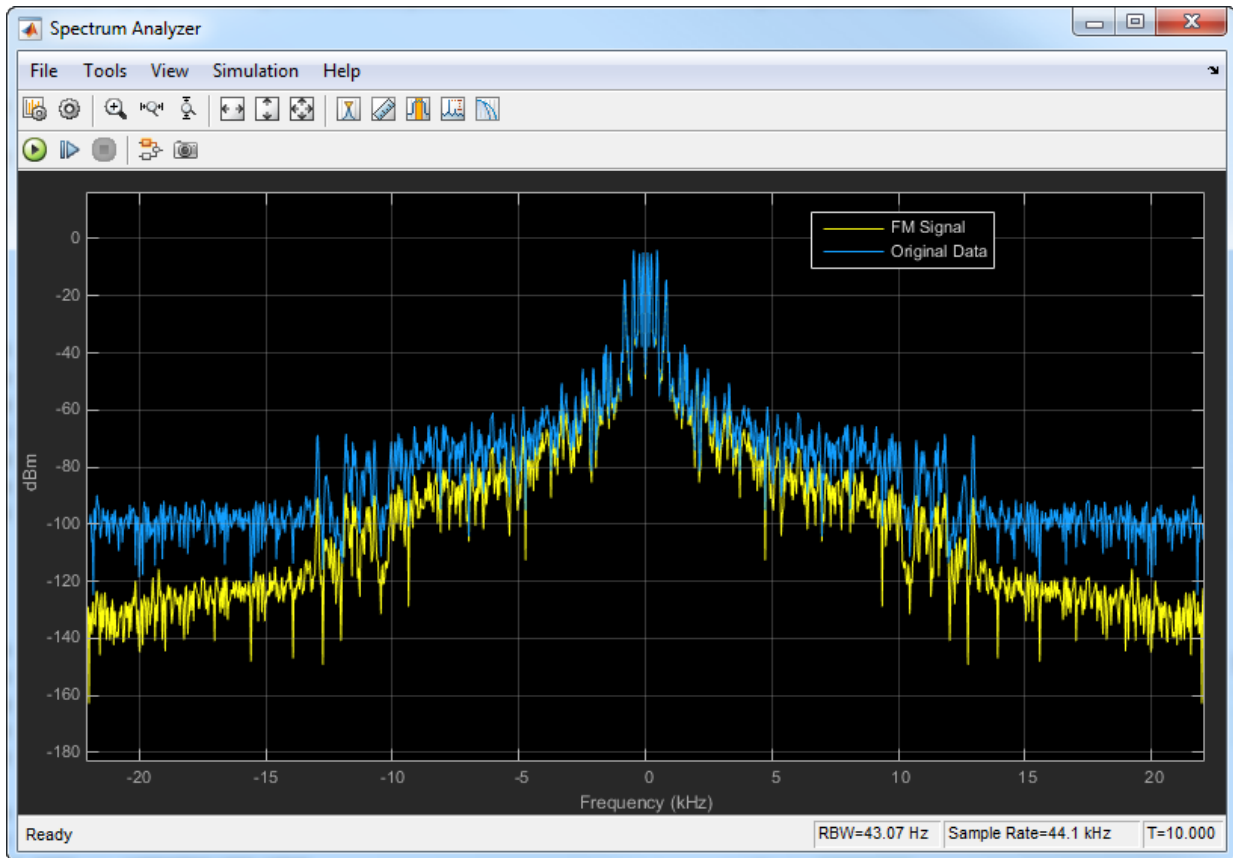 Spectrum Analyzer
File Tools View Simulation Help
FM Signal
Original Data
0
-20
-40
-60
-80
-100
-120
-140
-160
-180
dBm
-20 -15 -10 -5 0 5 10 15 20
Frequency (kHz)
Ready RBW=43.07 Hz Sample Rate=44.1 kHz T=10.000